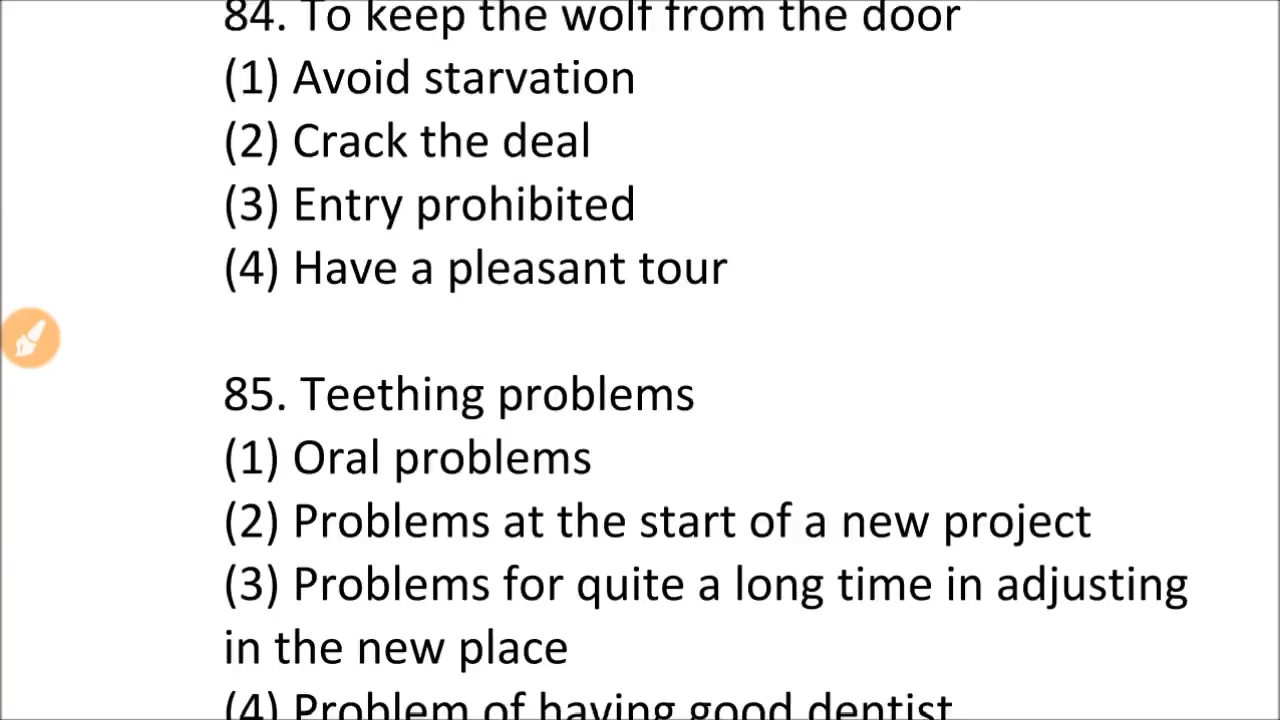 84. To keep the wolf from the door
(1) Avoid starvation
(2) Crack the deal
(3) Entry prohibited
(4) Have a pleasant tour
85. Teething problems
(1) Oral problems
(2) Problems at the start of a new project
(3) Problems for quite a long time in adjusting
in the new place
(4) Problem of having good dentist